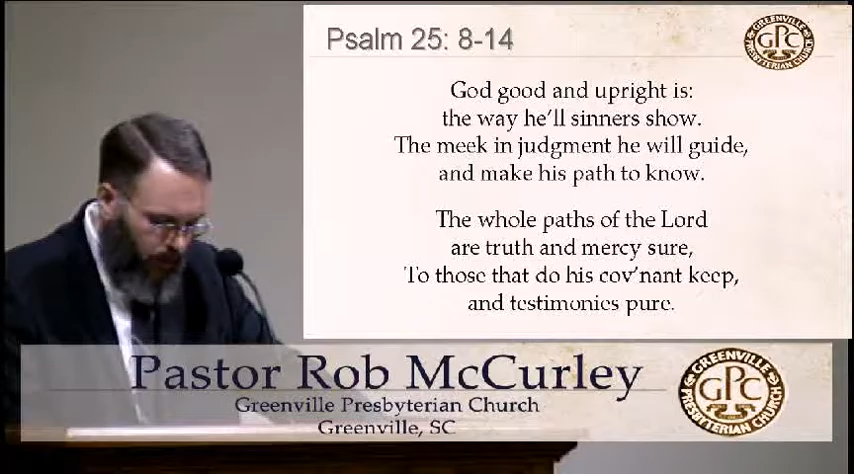 Psalm 25: 8-14
GREENVILLE
GPC
PRESBYTERIAN CHURCH
God good and upright is:
the way he'll sinners show.
The meek in judgment he will guide,
and make his path to know.
The whole paths of the Lord
are truth and mercy sure,
To those that do his cov'nant keep,
and testimonies pure.
Pastor Rob McCurley
Greenville Presbyterian Church
Greenville, SC
GREENVILLE
GPC
PRESBYTERIAN CHURCH